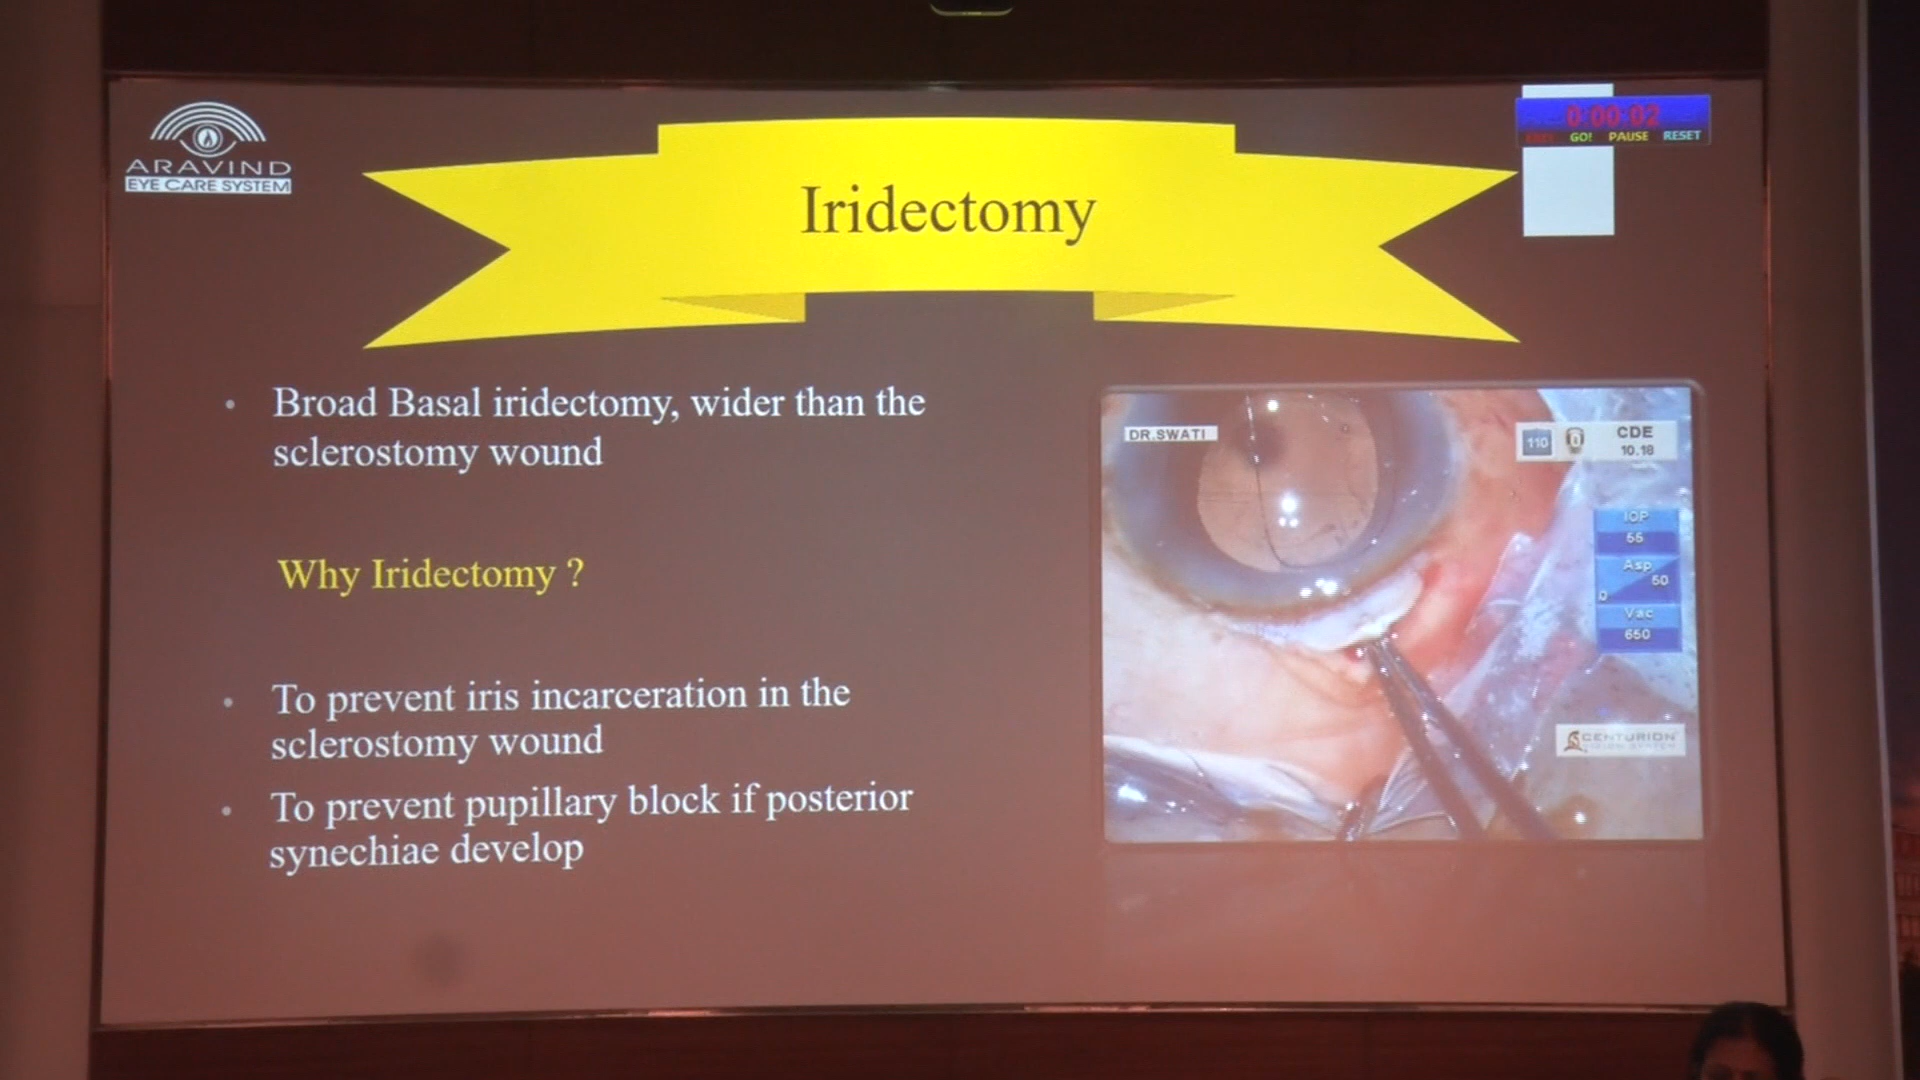 ARAVIND
EYE CARE SYSTEM
Iridectomy
0:00:02
GO! PAUSE RESET
• Broad Basal iridectomy, wider than the
sclerostomy wound
Why Iridectomy ?
• To prevent iris incarceration in the
sclerostomy wound
• To prevent pupillary block if posterior
synechiae develop
DR.SWATI
110
CDE
10.18
IOP
55
Asp
50
0
Vac
650
CENTURION
VISION SYSTEM